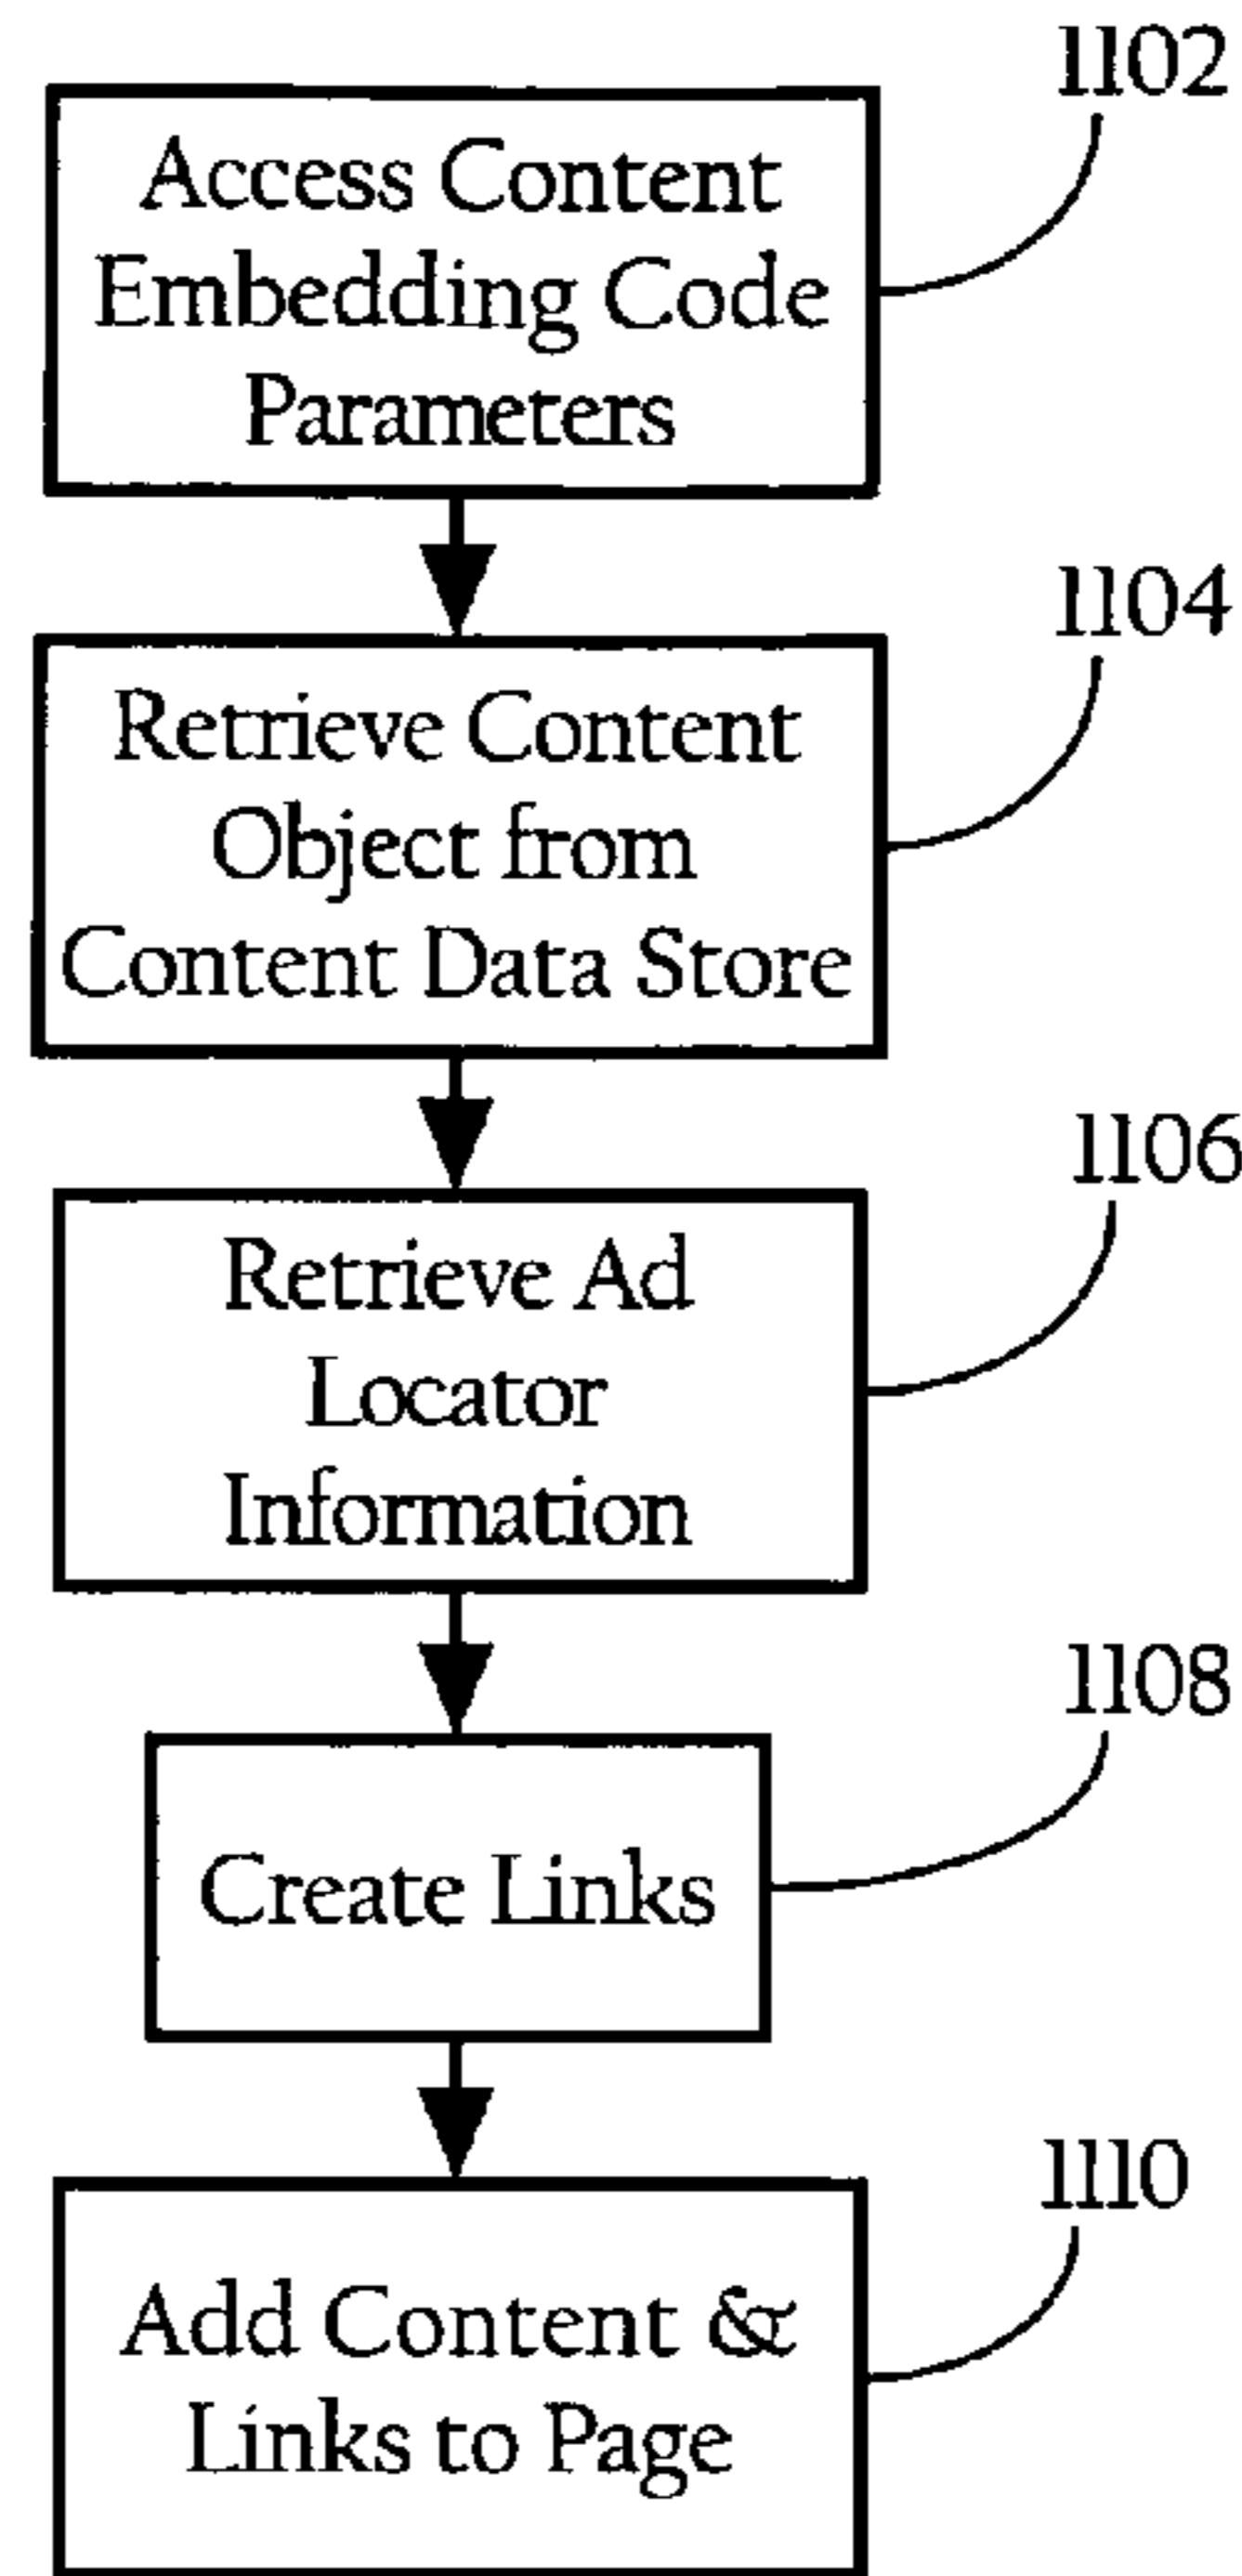 1102
Access Content
Embedding Code
Parameters
1104
Retrieve Content
Object from
Content Data Store
1106
Retrieve Ad
Locator
Information
1108
Create Links
1110
Add Content &
Links to Page